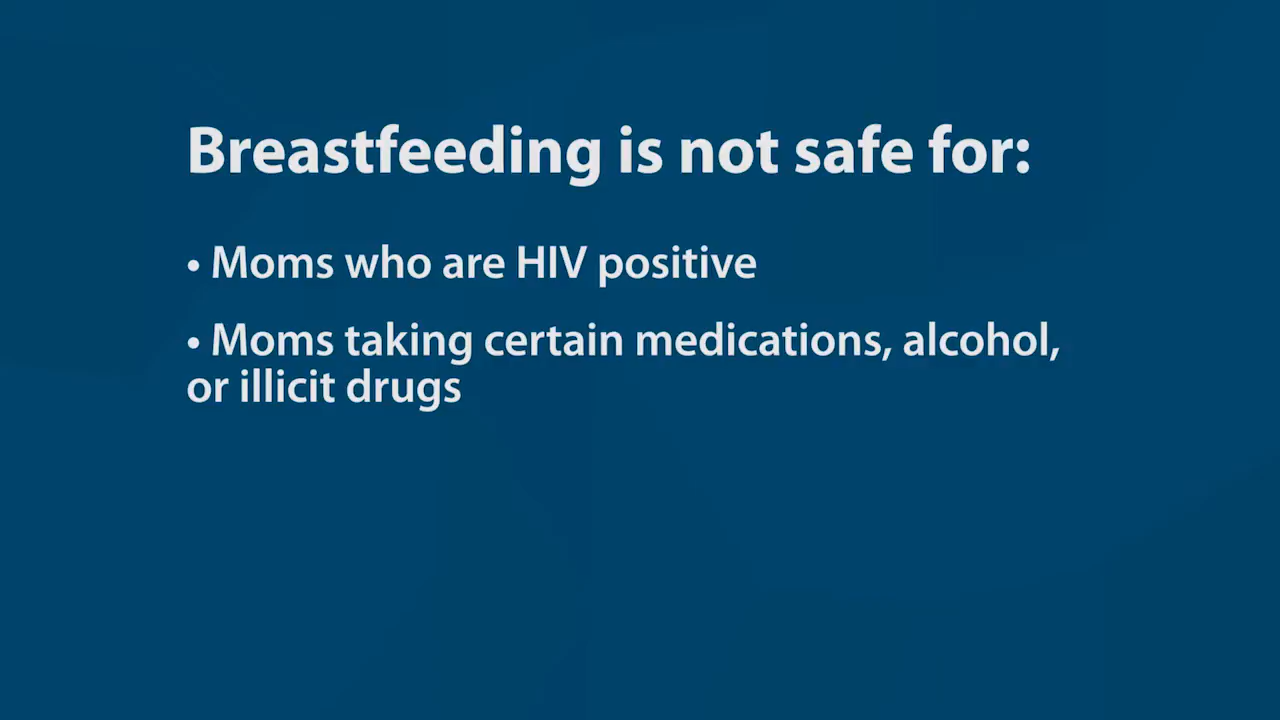 Breastfeeding is not safe for:
• Moms who are HIV positive
• Moms taking certain medications, alcohol,
or illicit drugs